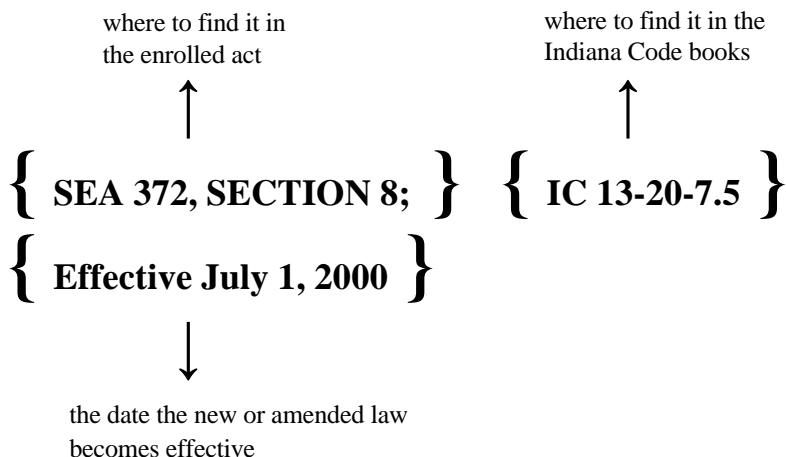 where to find it in
the enrolled act
where to find it in the
Indiana Code books
{ SEA 372, SECTION 8; } { IC 13-20-7.5 }
{ Effective July 1, 2000 }
the date the new or amended law
becomes effective